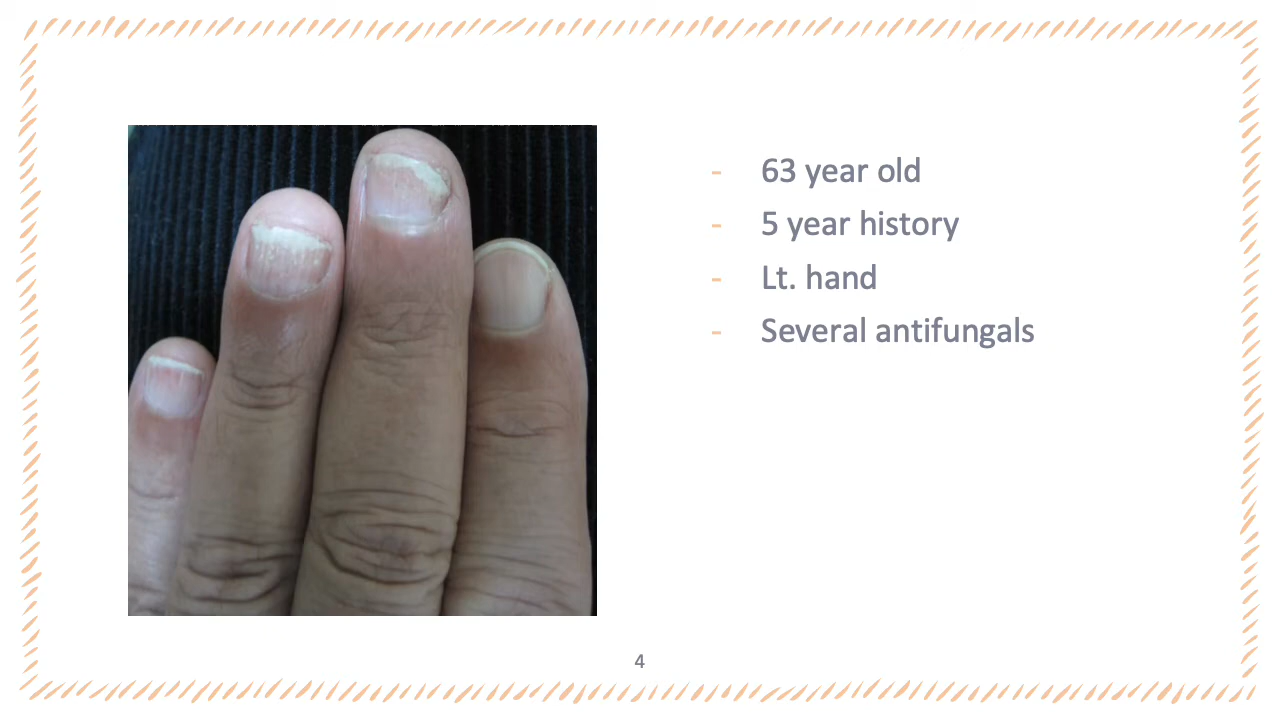 - 63 year old
- 5 year history
- Lt. hand
- Several antifungals
4